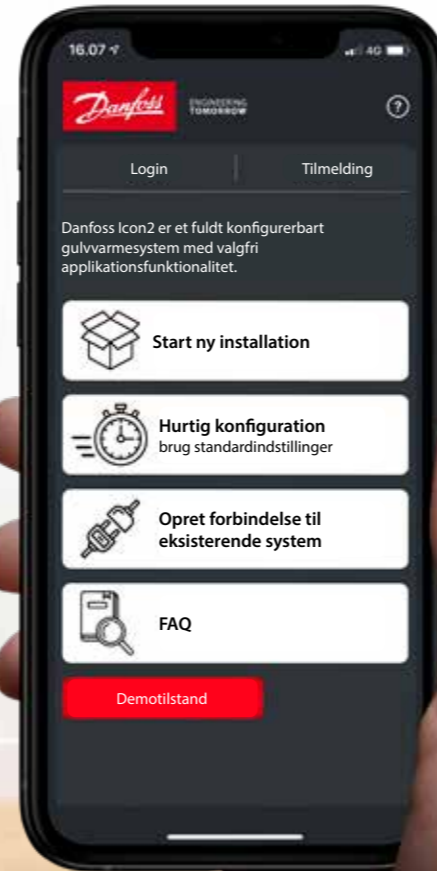 16.07
4G
Danfoss
ENGINEERING
TOMORROW
?
Login
Tilmelding
Danfoss Icon2 er et fuldt konfigurerbart
gulvvarmesystem med valgfri
applikationsfunktionalitet.
Start ny installation
Hurtig konfiguration
brug standardindstillinger
Opret forbindelse til
eksisterende system
FAQ
Demotilstand